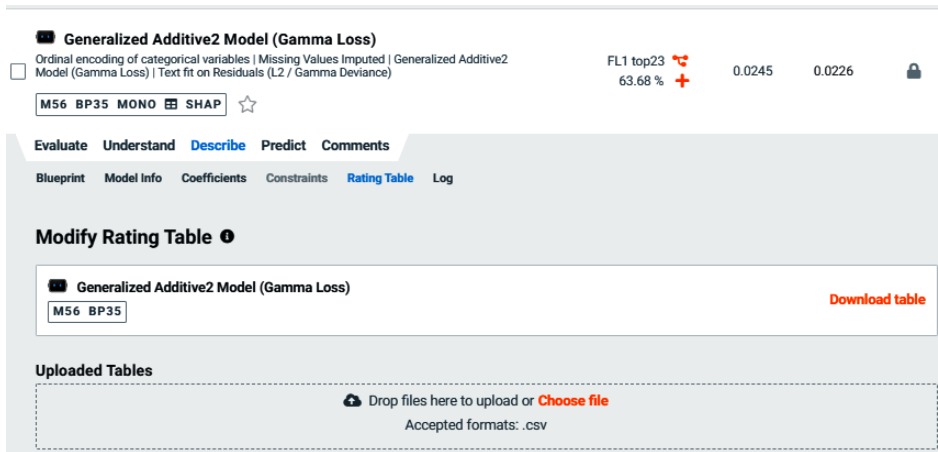 Generalized Additive2 Model (Gamma Loss)
Ordinal encoding of categorical variables | Missing Values Imputed | Generalized Additive2
Model (Gamma Loss) | Text fit on Residuals (L2 / Gamma Deviance)
M56 BP35 MONO SHAP
FL1 top23
63.68 %
0.0245
0.0226
Evaluate Understand Describe Predict Comments
Blueprint Model Info Coefficients Constraints Rating Table Log
Modify Rating Table
Generalized Additive2 Model (Gamma Loss)
M56 BP35
Download table
Uploaded Tables
Drop files here to upload or Choose file
Accepted formats: .csv